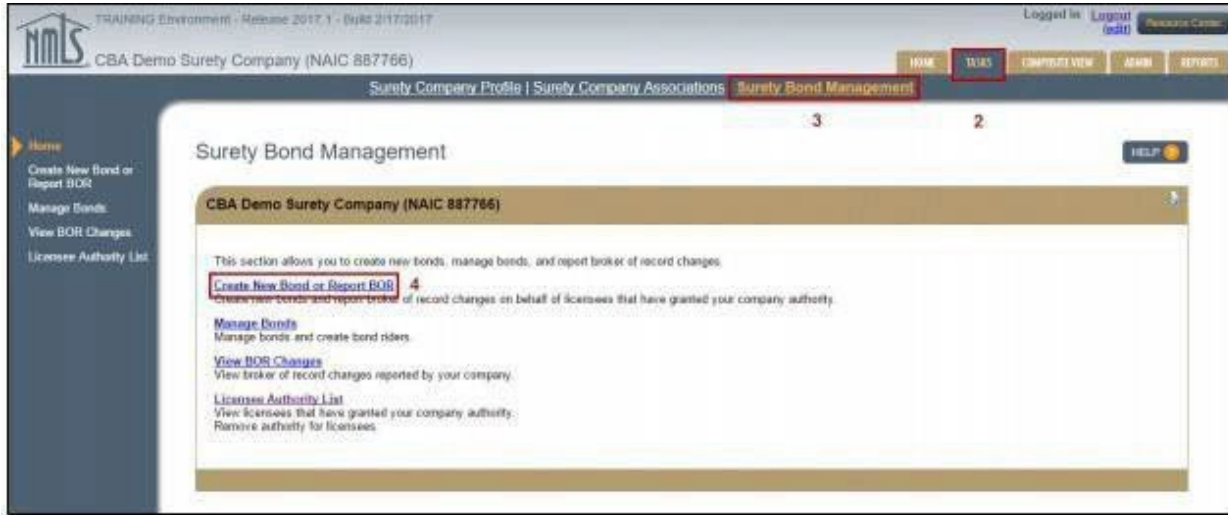 TRAINING Environment - Release 2017.1 - Build 2/17/2017
Logged in Logout
(edit)
Resource Center
NMLS
CBA Demo Surety Company (NAIC 887766)
HOME TASKS COMPOSITE VIEW ADMIN REPORTS
Surety Company Profile | Surety Company Associations Surety Bond Management
3 2
Home
Create New Bond or
Report BOR
Manage Bonds
View BOR Changes
Licensee Authority List
Surety Bond Management
HELP ?
CBA Demo Surety Company (NAIC 887766)
This section allows you to create new bonds, manage bonds, and report broker of record changes.
Create New Bond or Report BOR 4
Create new bonds and report broker of record changes on behalf of licensees that have granted your company authority.
Manage Bonds
Manage bonds and create bond riders.
View BOR Changes
View broker of record changes reported by your company.
Licensee Authority List
View licensees that have granted your company authority.
Remove authority for licensees.